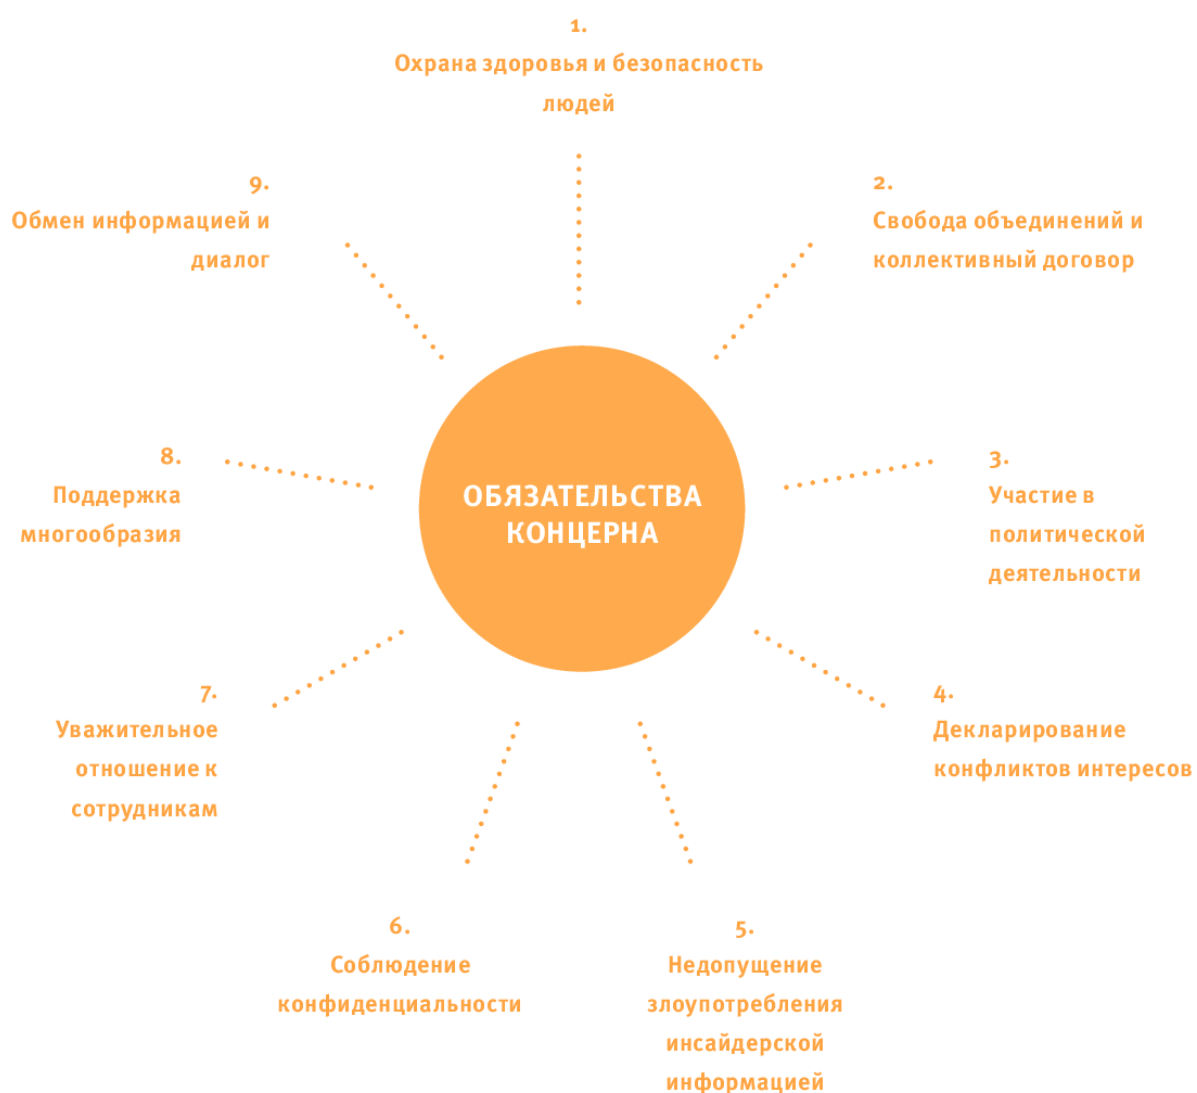 1.
Охрана здоровья и безопасность
людей
2.
Свобода объединений и
коллективный договор
3.
Участие в
политической
деятельности
4.
Декларирование
конфликтов интересов
5.
Недопущение
злоупотребления
инсайдерской
информацией
6.
Соблюдение
конфиденциальности
7.
Уважительное
отношение к
сотрудникам
8.
Поддержка
многообразия
9.
Обмен информацией и
диалог
ОБЯЗАТЕЛЬСТВА
КОНЦЕРНА